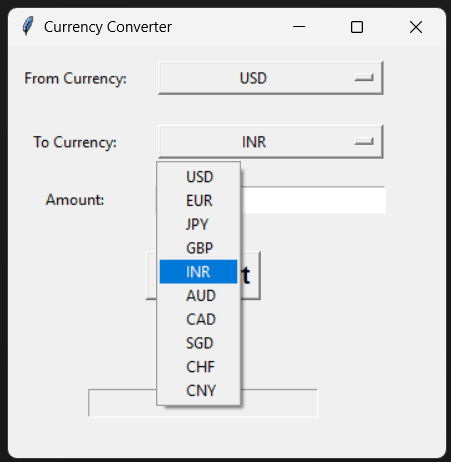 Currency Converter
From Currency:
USD
To Currency:
INR
Amount:
USD
EUR
JPY
GBP
INR
AUD
CAD
SGD
CHF
CNY